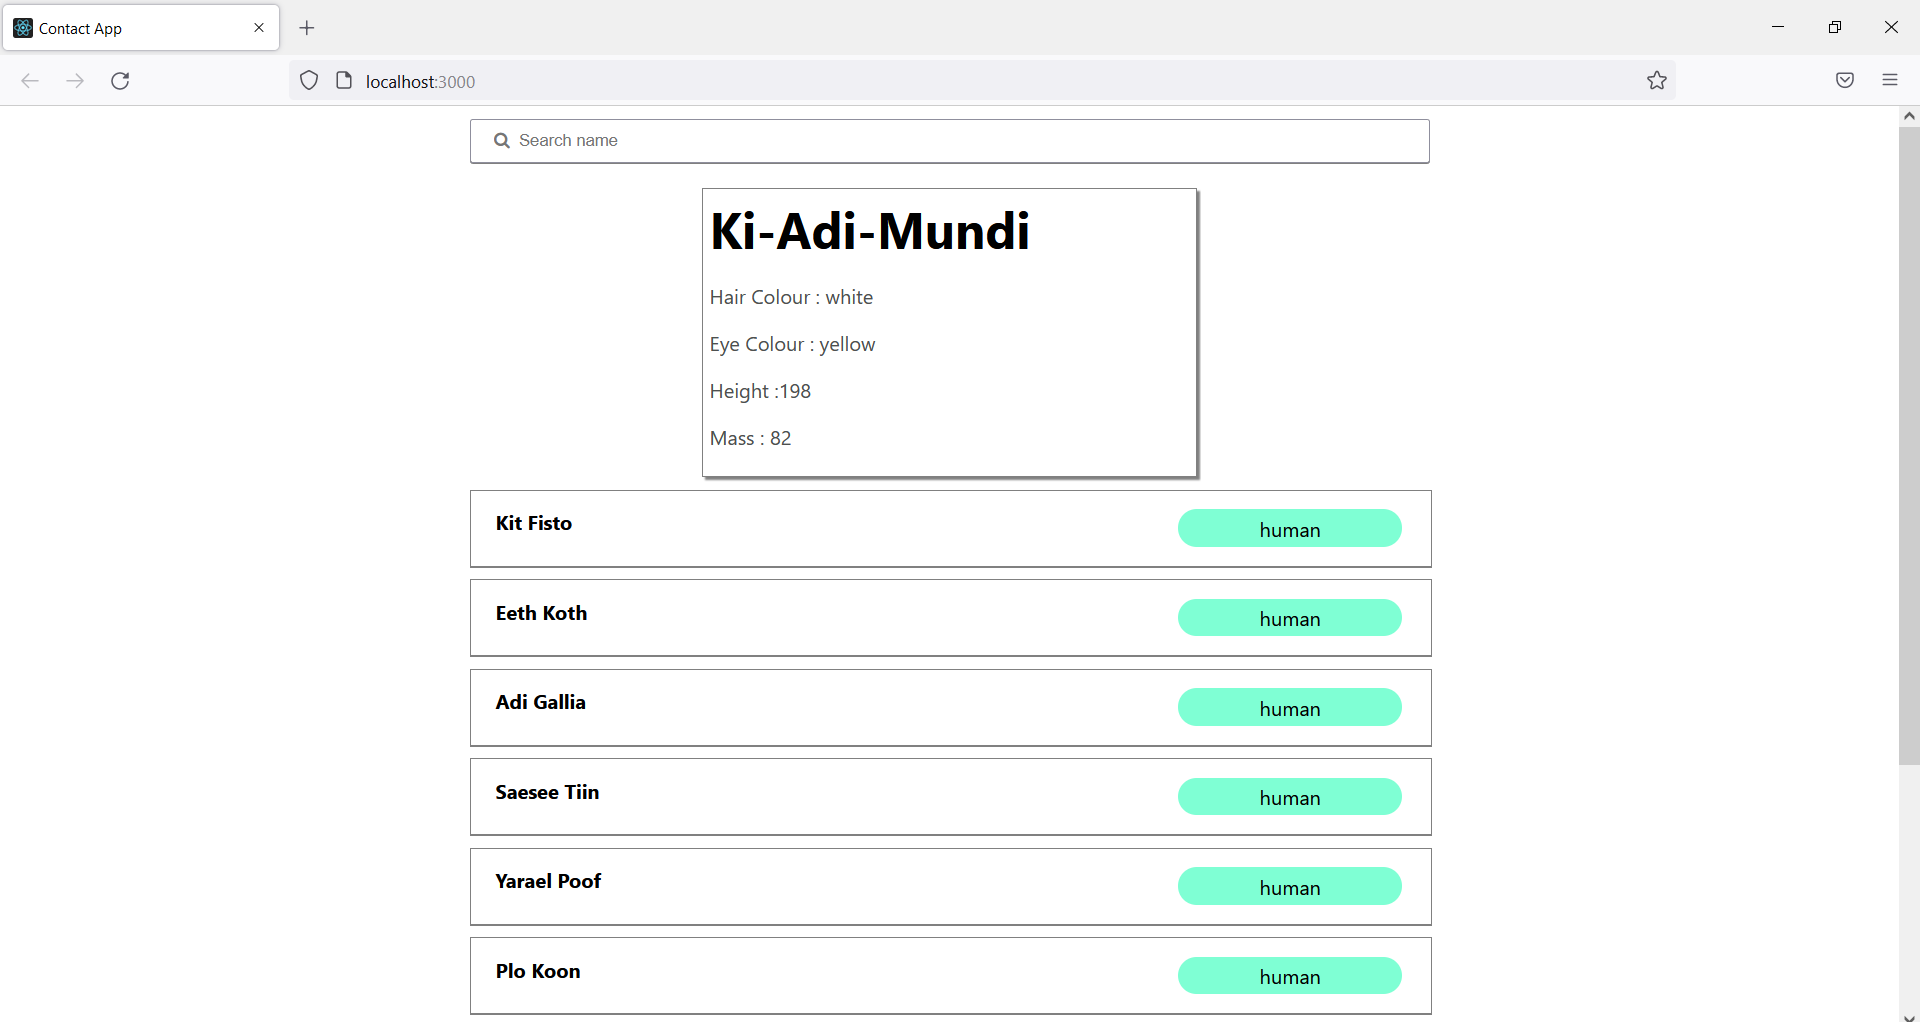 Contact App
localhost:3000
Search name
Ki-Adi-Mundi
Hair Colour : white
Eye Colour : yellow
Height :198
Mass : 82
Kit Fisto human
Eeth Koth human
Adi Gallia human
Saesee Tiin human
Yarael Poof human
Plo Koon human